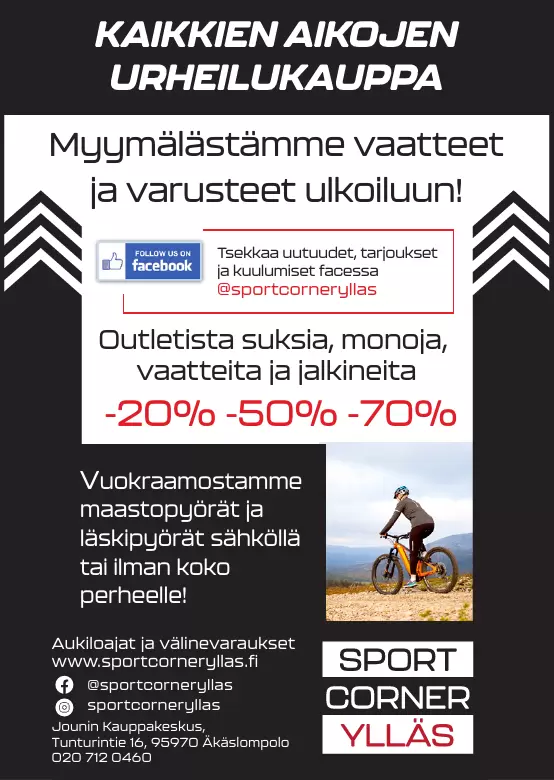 KAIKKIEN AIKOJEN
URHEILUKAUPPA
Myymälästämme vaatteet
ja varusteet ulkoiluun!
FOLLOW US ON
facebook
Tsekkaa uutuudet, tarjoukset
ja kuulumiset facessa
@sportcorneryllas
Outletista suksia, monoja,
vaatteita ja jalkineita
-20% -50% -70%
Vuokraamostamme
maastopyörät ja
läskipyörät sähköllä
tai ilman koko
perheelle!
Aukiloajat ja välinevaraukset
www.sportcorneryllas.fi
@sportcorneryllas
sportcorneryllas
Jounin Kauppakeskus,
Tunturintie 16, 95970 Äkäslompolo
020 712 0460
SPORT
CORNER
YLLÄS